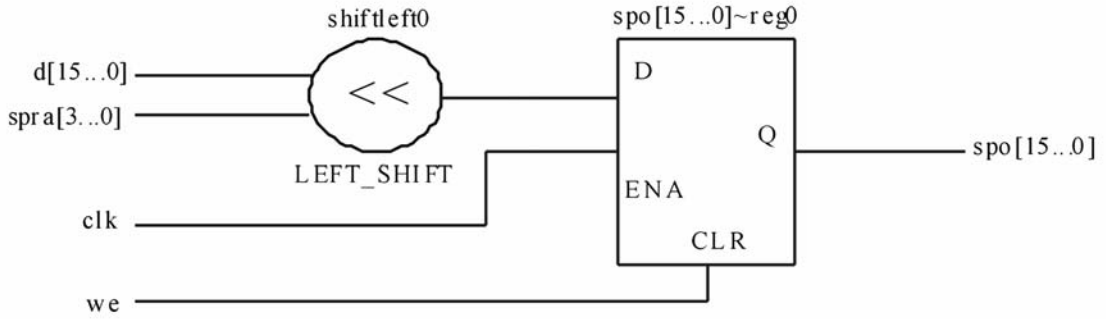 shiftleft0
spo[15...0]~reg0
d[15...0]
<<
D
spra[3...0]
Q
spo[15...0]
LEFT_SHIFT
ENA
clk
CLR
we